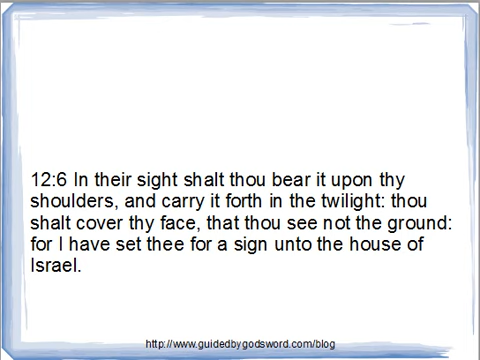 12:6 In their sight shalt thou bear it upon thy
shoulders, and carry it forth in the twilight: thou
shalt cover thy face, that thou see not the ground:
for I have set thee for a sign unto the house of
Israel.
http://www.guidedbygodsword.com/blog